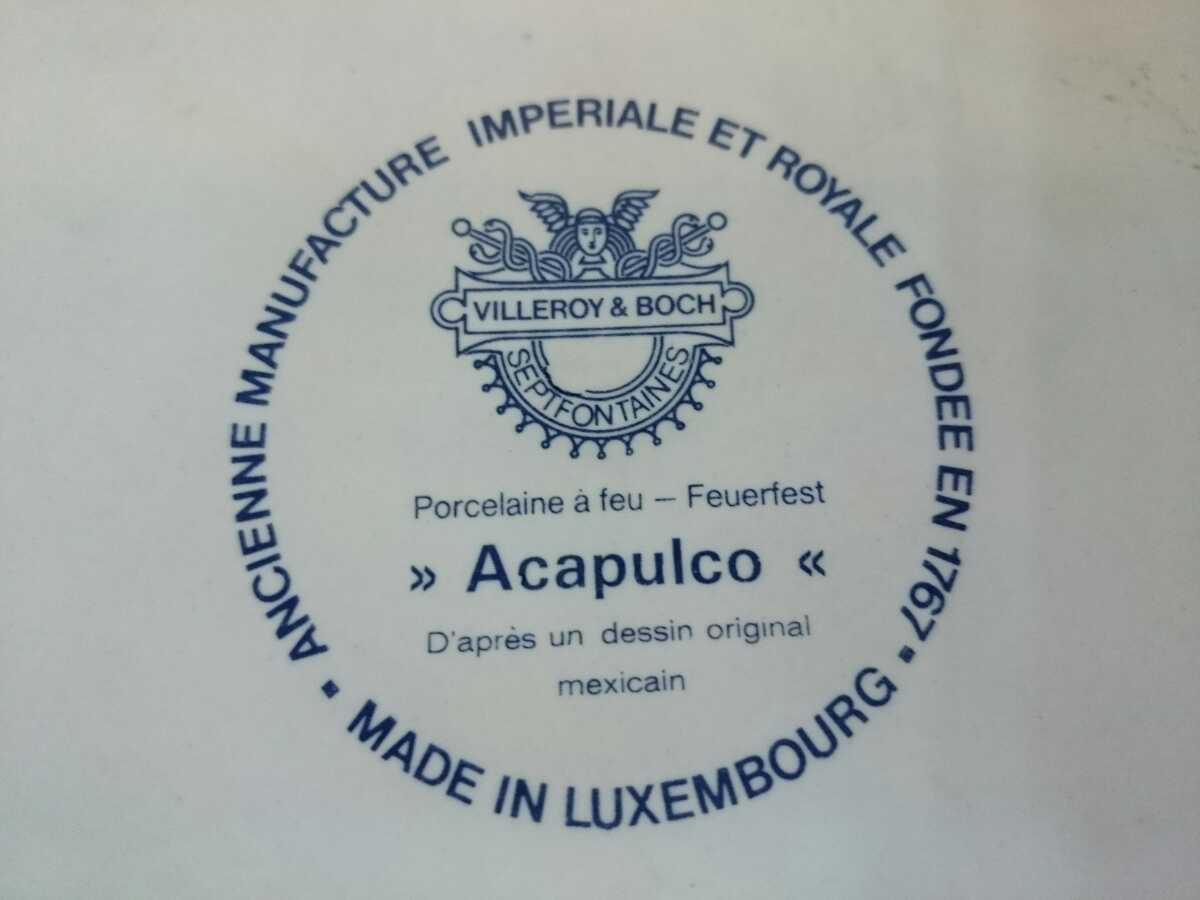 ANCIENNE MANUFACTURE IMPERIALE ET ROYALE FONDEE EN 1767
VILLEROY & BOCH
SEPTFONTAINES
Porcelaine à feu – Feuerfest
» Acapulco «
D'après un dessin original
mexicain
• MADE IN LUXEMBOURG •